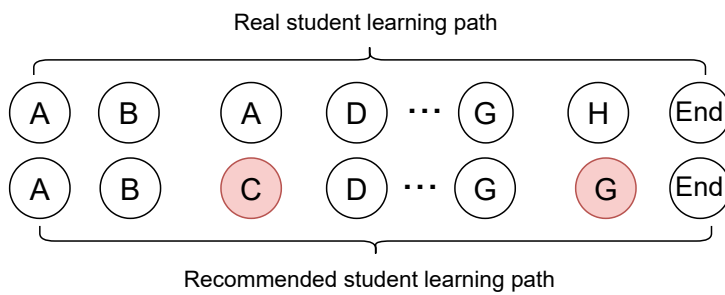 Real student learning path
A B A D ... G H End
A B C D ... G G End
Recommended student learning path